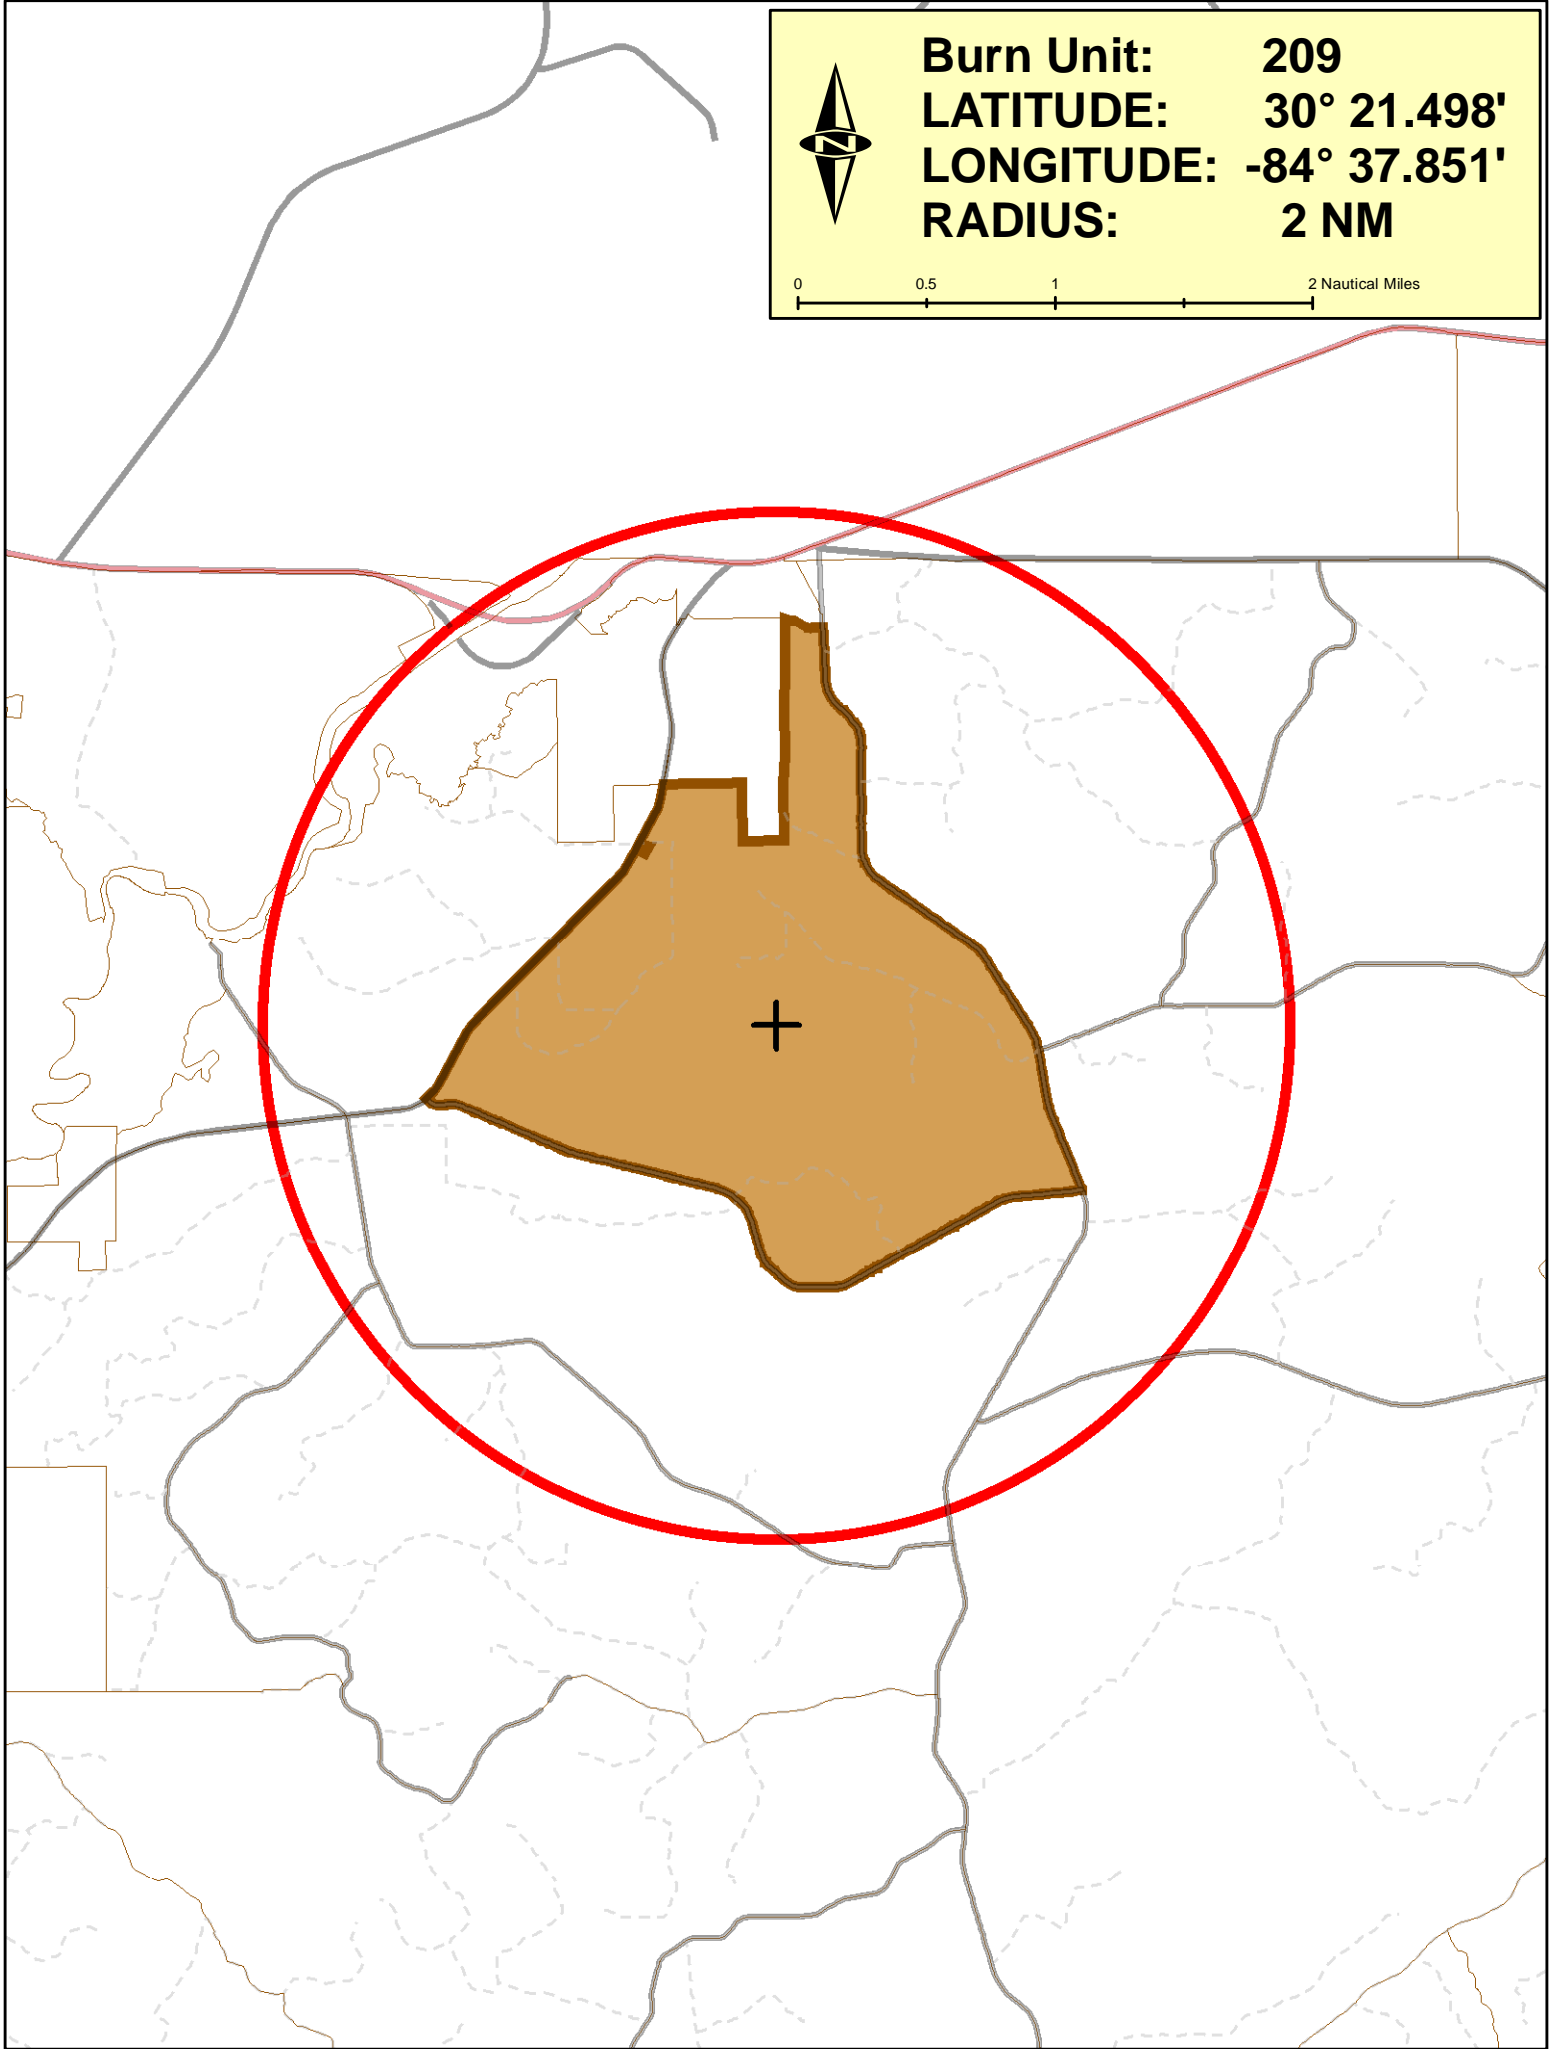 Burn Unit: 209
LATITUDE: 30° 21.498'
LONGITUDE: -84° 37.851'
RADIUS: 2 NM
N
0 0.5 1 2 Nautical Miles